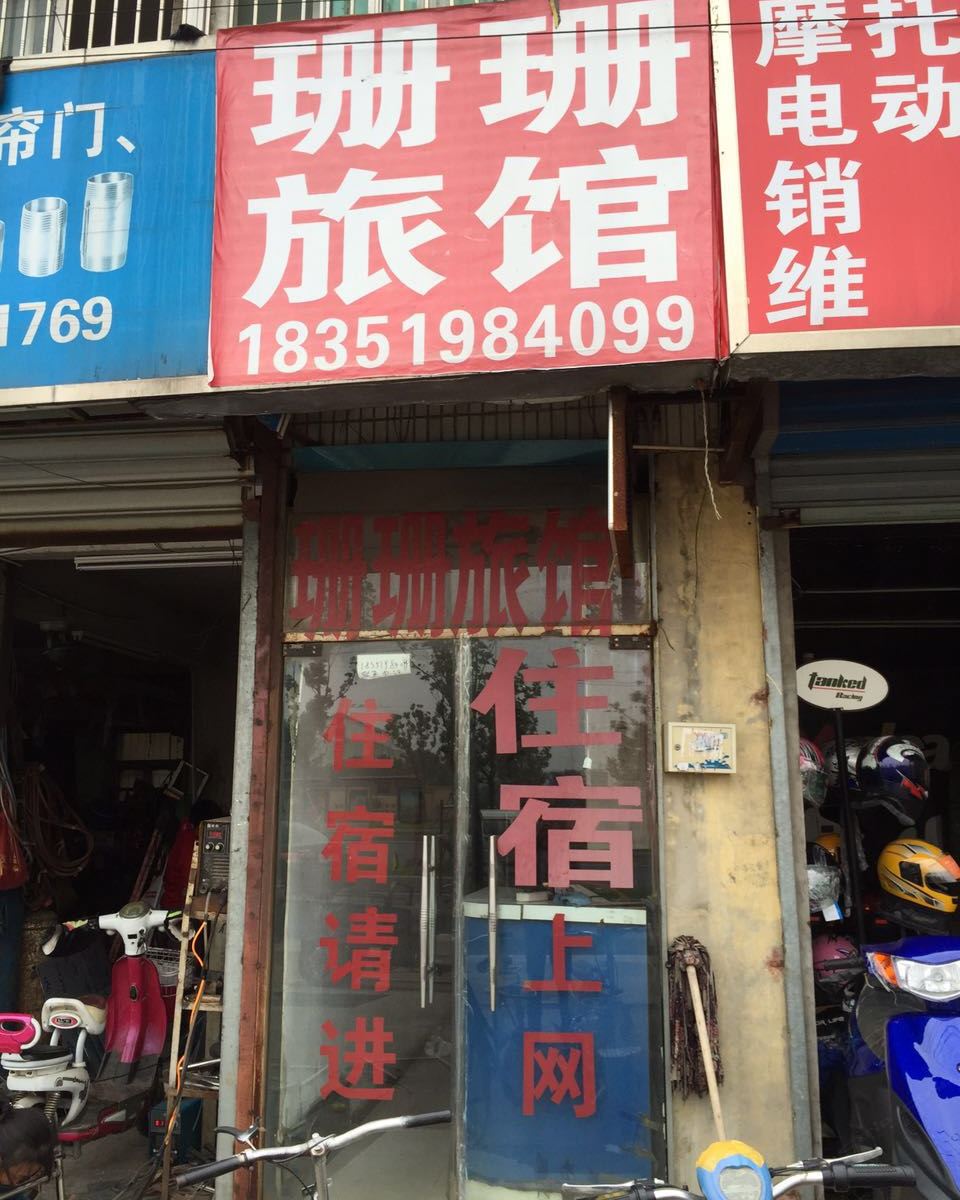 帘门、
1769
珊珊
旅馆
18351984099
摩托
电动
销
维
珊珊旅馆
住宿请进
住宿
上网
tanked
Racing